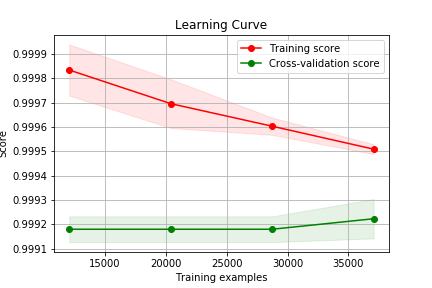 Learning Curve
Training score
Cross-validation score
0.9999
0.9998
0.9997
0.9996
0.9995
0.9994
0.9993
0.9992
0.9991
Score
15000 20000 25000 30000 35000
Training examples